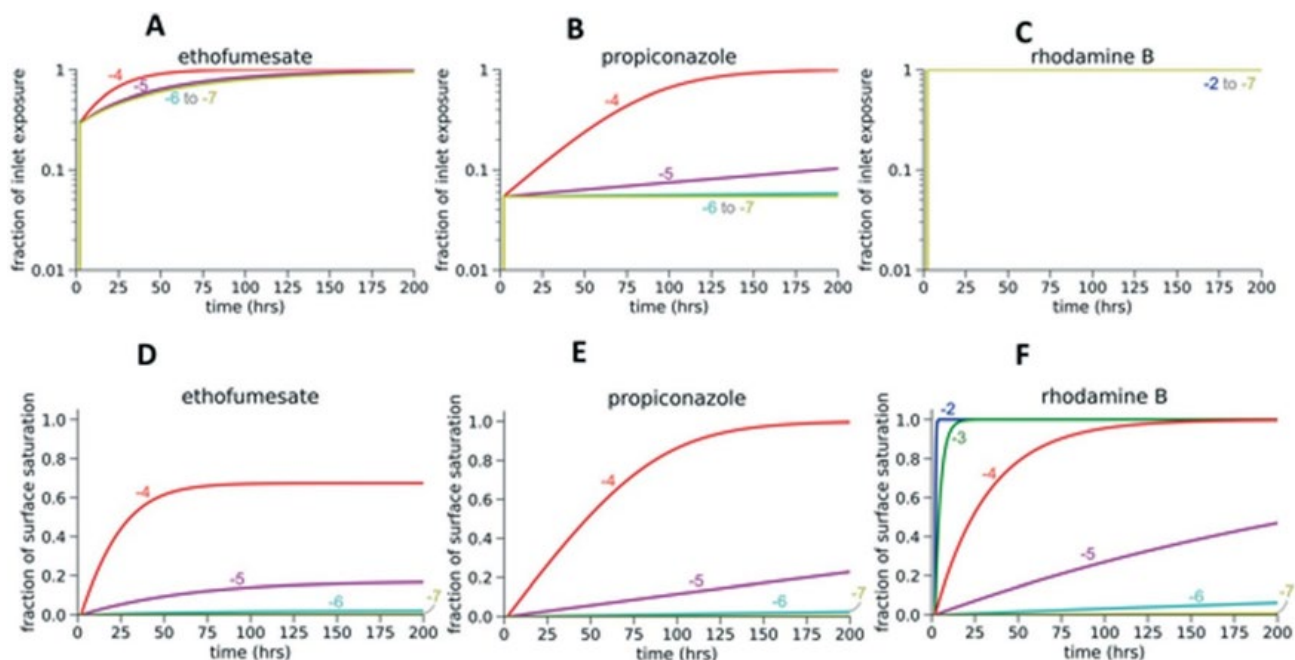 A
ethofumesate
fraction of inlet exposure
1
0.1
0.01
-4
-5
-6 to -7
0 25 50 75 100 125 150 175 200
time (hrs)
B
propiconazole
fraction of inlet exposure
1
0.1
0.01
-4
-5
-6 to -7
0 25 50 75 100 125 150 175 200
time (hrs)
C
rhodamine B
fraction of inlet exposure
1
0.1
0.01
-2 to -7
0 25 50 75 100 125 150 175 200
time (hrs)
D
ethofumesate
fraction of surface saturation
1.0
0.8
0.6
0.4
0.2
0.0
-4
-5
-6
-7
0 25 50 75 100 125 150 175 200
time (hrs)
E
propiconazole
fraction of surface saturation
1.0
0.8
0.6
0.4
0.2
0.0
-4
-5
-6
-7
0 25 50 75 100 125 150 175 200
time (hrs)
F
rhodamine B
fraction of surface saturation
1.0
0.8
0.6
0.4
0.2
0.0
-2
-3
-4
-5
-6
-7
0 25 50 75 100 125 150 175 200
time (hrs)